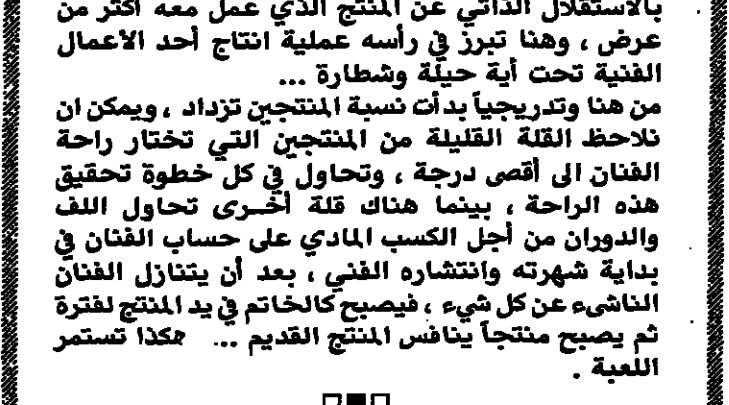 بالاستقلال الذاتي عن المنتج الذي عمل معه اكثر من
عرض ، وهنا تبرز في رأسه عملية انتاج أحد الأعمال
الفنية تحت أية حيلة وشطارة ...
من هنا وتدريجياً بدأت نسبة المنتجين تزداد ، ويمكن ان
نلاحظ القلة القليلة من المنتجين التي تختار راحة
الفنان الى أقصى درجة ، وتحاول في كل خطوة تحقيق
هذه الراحة ، بينما هناك قلة أخرى تحاول اللف
والدوران من أجل الكسب المادي على حساب الفنان في
بداية شهرته وانتشاره الفني ، بعد أن يتنازل الفنان
الناشىء عن كل شيء ، فيصبح كالخاتم في يد المنتج لفترة
ثم يصبح منتجاً ينافس المنتج القديم ... هكذا تستمر
اللعبة .